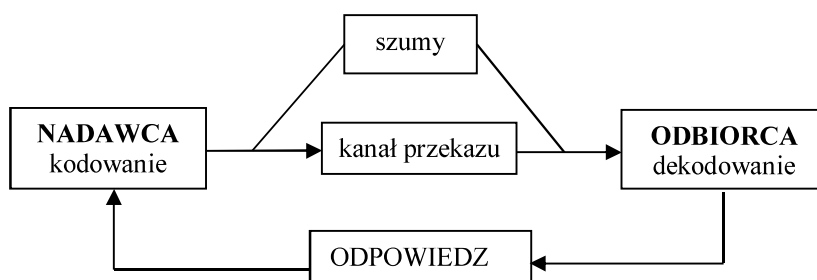 szumy
NADAWCA
kodowanie
kanał przekazu
ODBIORCA
dekodowanie
ODPOWIEDZ